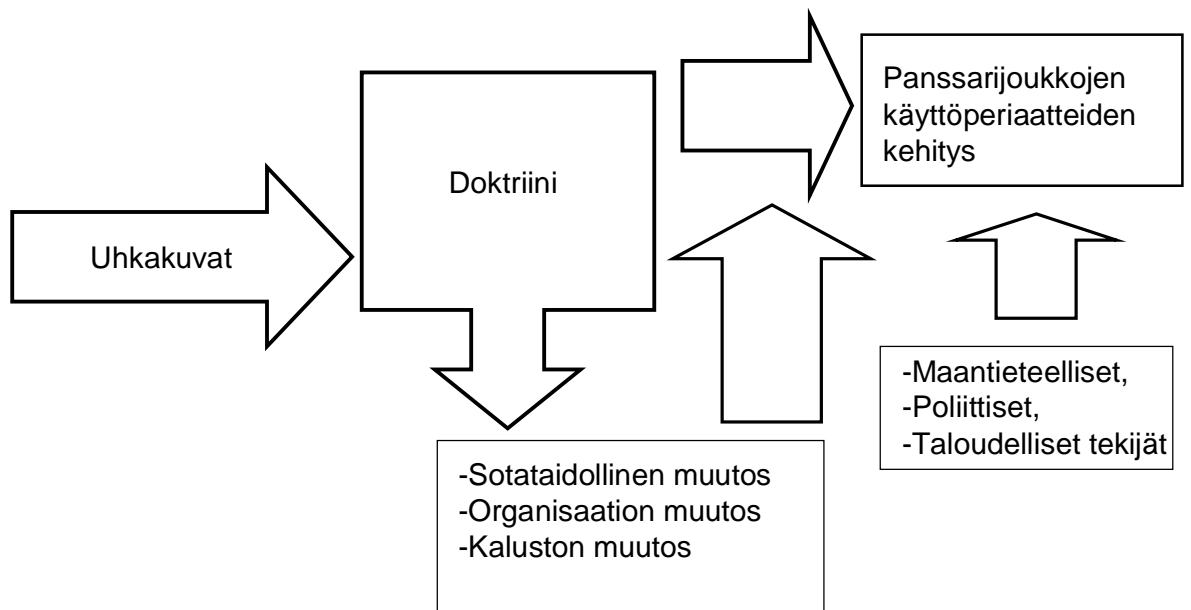 Uhkakuvat
Doktriini
Panssarijoukkojen
käyttöperiaatteiden
kehitys
-Sotataidollinen muutos
-Organisaation muutos
-Kaluston muutos
-Maantieteelliset,
-Poliittiset,
-Taloudelliset tekijät